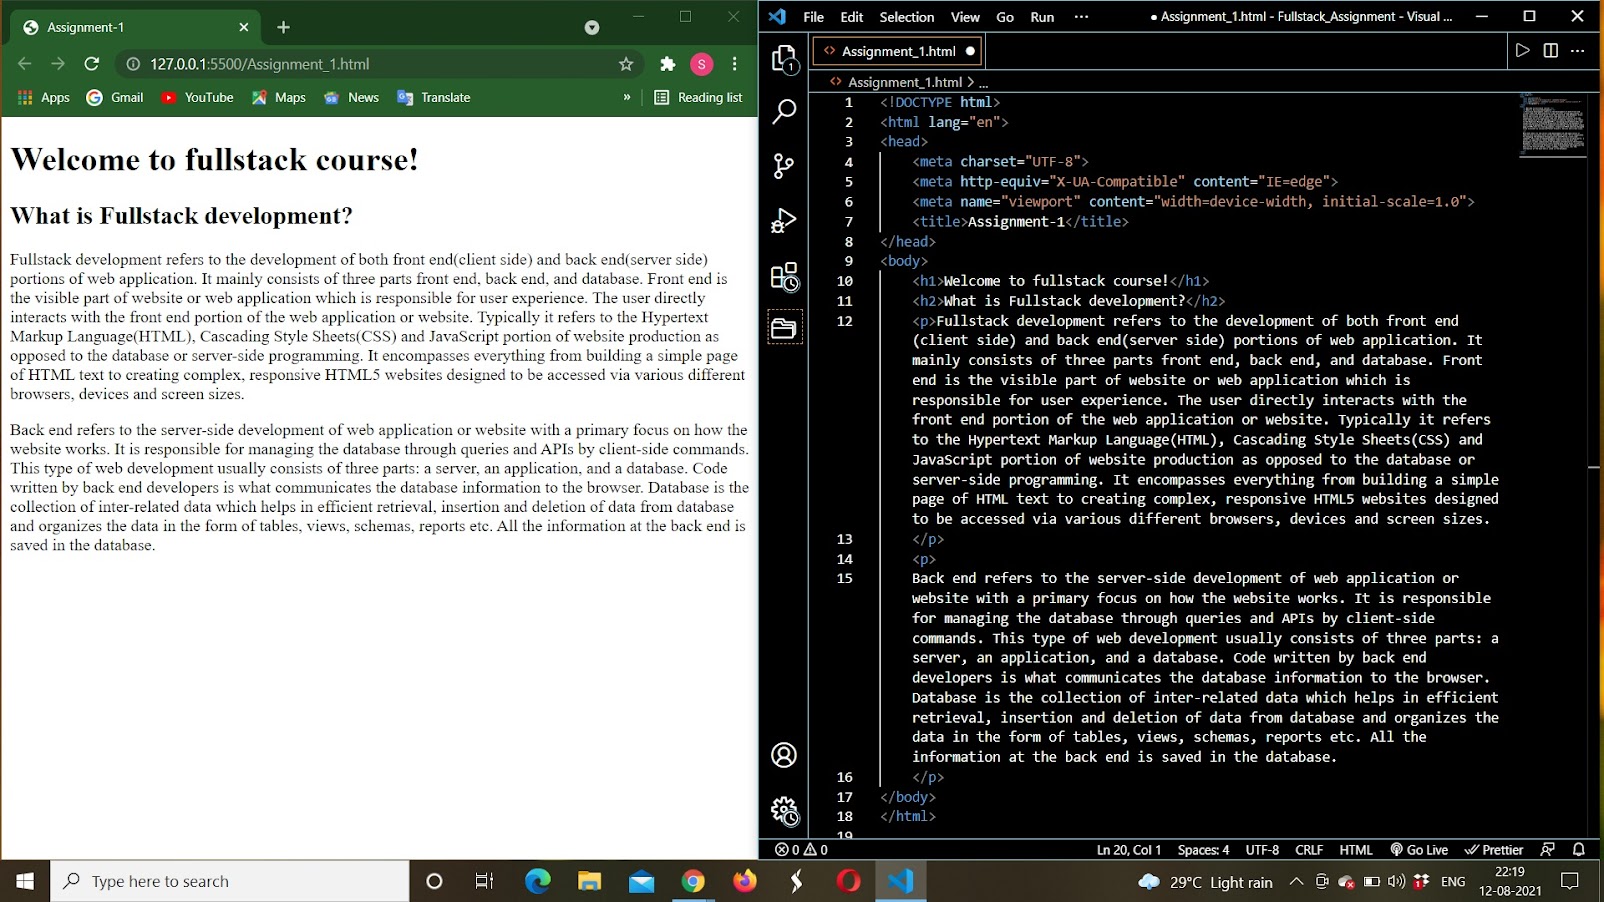 Assignment-1
127.0.0.1:5500/Assignment_1.html
S
Apps
Gmail
YouTube
Maps
News
Translate
»
Reading list
Welcome to fullstack course!
What is Fullstack development?
Fullstack development refers to the development of both front end(client side) and back end(server side)
portions of web application. It mainly consists of three parts front end, back end, and database. Front end is
the visible part of website or web application which is responsible for user experience. The user directly
interacts with the front end portion of the web application or website. Typically it refers to the Hypertext
Markup Language(HTML), Cascading Style Sheets(CSS) and JavaScript portion of website production as
opposed to the database or server-side programming. It encompasses everything from building a simple page
of HTML text to creating complex, responsive HTML5 websites designed to be accessed via various different
browsers, devices and screen sizes.
Back end refers to the server-side development of web application or website with a primary focus on how the
website works. It is responsible for managing the database through queries and APIs by client-side commands.
This type of web development usually consists of three parts: a server, an application, and a database. Code
written by back end developers is what communicates the database information to the browser. Database is the
collection of inter-related data which helps in efficient retrieval, insertion and deletion of data from database
and organizes the data in the form of tables, views, schemas, reports etc. All the information at the back end is
saved in the database.
File Edit Selection View Go Run ··· ● Assignment_1.html - Fullstack_Assignment - Visual ...
1
<> Assignment_1.html ●
<> Assignment_1.html > ...
1 <!DOCTYPE html>
2 <html lang="en">
3 <head>
4 <meta charset="UTF-8">
5 <meta http-equiv="X-UA-Compatible" content="IE=edge">
6 <meta name="viewport" content="width=device-width, initial-scale=1.0">
7 <title>Assignment-1</title>
8 </head>
9 <body>
10 <h1>Welcome to fullstack course!</h1>
11 <h2>What is Fullstack development?</h2>
12 <p>Fullstack development refers to the development of both front end
(client side) and back end(server side) portions of web application. It
mainly consists of three parts front end, back end, and database. Front
end is the visible part of website or web application which is
responsible for user experience. The user directly interacts with the
front end portion of the web application or website. Typically it refers
to the Hypertext Markup Language(HTML), Cascading Style Sheets(CSS) and
JavaScript portion of website production as opposed to the database or
server-side programming. It encompasses everything from building a simple
page of HTML text to creating complex, responsive HTML5 websites designed
to be accessed via various different browsers, devices and screen sizes.
13 </p>
14 <p>
15 Back end refers to the server-side development of web application or
website with a primary focus on how the website works. It is responsible
for managing the database through queries and APIs by client-side
commands. This type of web development usually consists of three parts: a
server, an application, and a database. Code written by back end
developers is what communicates the database information to the browser.
Database is the collection of inter-related data which helps in efficient
retrieval, insertion and deletion of data from database and organizes the
data in the form of tables, views, schemas, reports etc. All the
information at the back end is saved in the database.
16 </p>
17 </body>
18 </html>
19
0 0 Ln 20, Col 1 Spaces: 4 UTF-8 CRLF HTML Go Live Prettier
Type here to search
29°C Light rain
ENG
22:19
12-08-2021